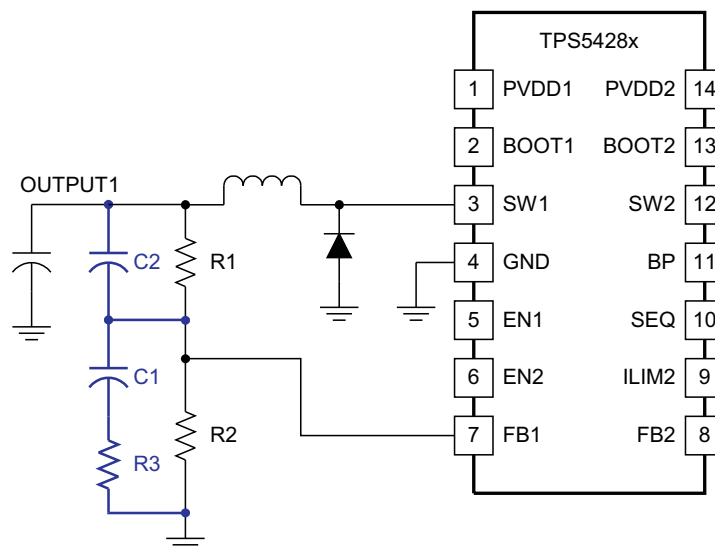 TPS5428x
1 PVDD1 PVDD2 14
2 BOOT1 BOOT2 13
OUTPUT1
3 SW1 SW2 12
C2 R1
4 GND BP 11
5 EN1 SEQ 10
C1
6 EN2 ILIM2 9
R2
7 FB1 FB2 8
R3